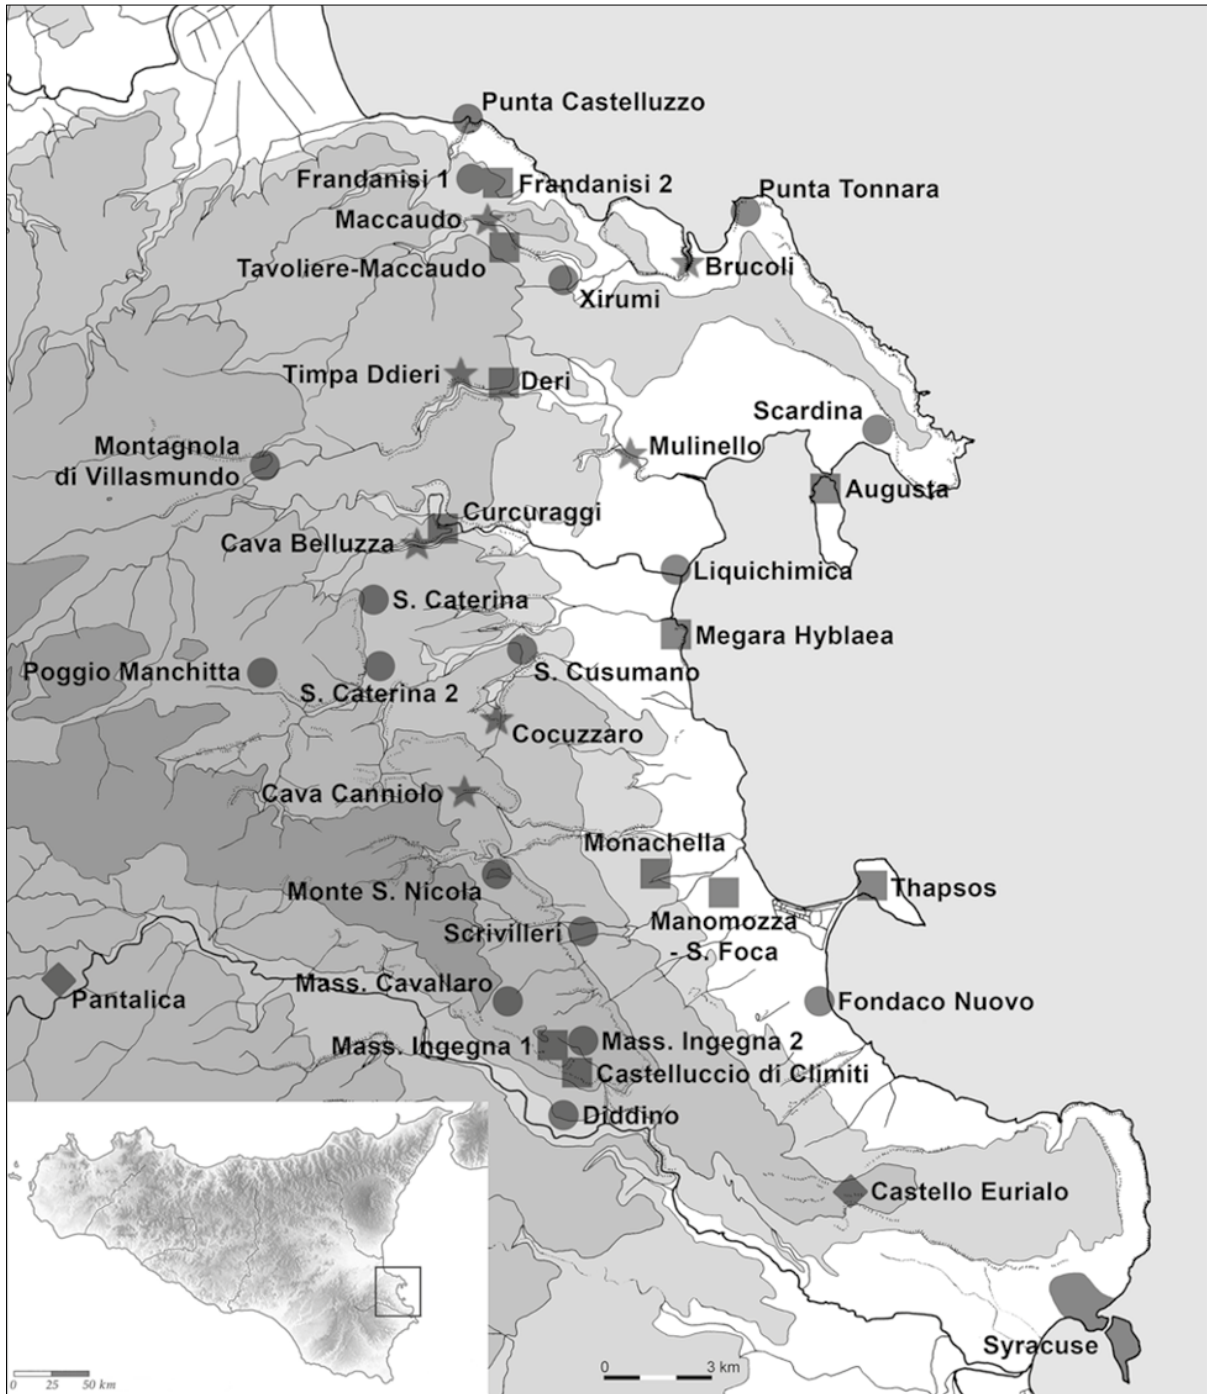 Punta Castelluzzo
Frandanisi 1
Frandanisi 2
Punta Tonnara
Maccaudo
Tavoliere-Maccaudo
Brucoli
Xirumi
Timpa Ddieri
Deri
Scardina
Montagnola
di Villasmundo
Mulinello
Augusta
Curcuraggi
Cava Belluzza
Liquichimica
S. Caterina
Megara Hyblaea
Poggio Manchitta
S. Caterina 2
S. Cusumano
Cocuzzaro
Cava Canniolo
Monachella
Monte S. Nicola
Thapsos
Manomozza
- S. Foca
Scrivilleri
Mass. Cavallaro
Pantalica
Fondaco Nuovo
Mass. Ingegna 1
Mass. Ingegna 2
Castelluccio di Climiti
Diddino
Castello Eurialo
Syracuse
0 3 km
0 25 50 km